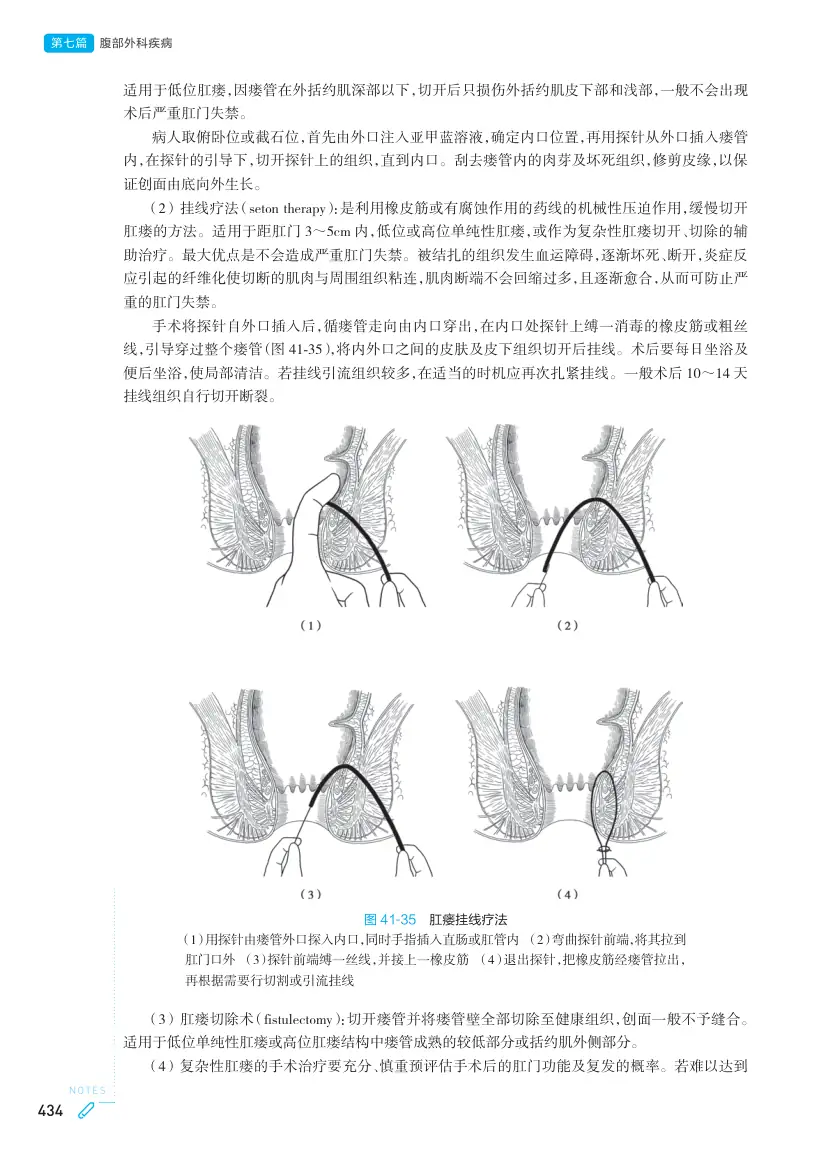 第七篇 腹部外科疾病
适用于低位肛瘘,因瘘管在外括约肌深部以下,切开后只损伤外括约肌皮下部和浅部,一般不会出现
术后严重肛门失禁。
病人取俯卧位或截石位,首先由外口注入亚甲蓝溶液,确定内口位置,再用探针从外口插入瘘管
内,在探针的引导下,切开探针上的组织,直到内口。刮去瘘管内的肉芽及坏死组织,修剪皮缘,以保
证创面由底向外生长。
(2)挂线疗法(seton therapy):是利用橡皮筋或有腐蚀作用的药线的机械性压迫作用,缓慢切开
肛瘘的方法。适用于距肛门 3~5cm 内,低位或高位单纯性肛瘘,或作为复杂性肛瘘切开、切除的辅
助治疗。最大优点是不会造成严重肛门失禁。被结扎的组织发生血运障碍,逐渐坏死、断开,炎症反
应引起的纤维化使切断的肌肉与周围组织粘连,肌肉断端不会回缩过多,且逐渐愈合,从而可防止严
重的肛门失禁。
手术将探针自外口插入后,循瘘管走向由内口穿出,在内口处探针上缚一消毒的橡皮筋或粗丝
线,引导穿过整个瘘管(图 41-35),将内外口之间的皮肤及皮下组织切开后挂线。术后要每日坐浴及
便后坐浴,使局部清洁。若挂线引流组织较多,在适当的时机应再次扎紧挂线。一般术后 10~14 天
挂线组织自行切开断裂。
(1)
(2)
(3)
(4)
图 41-35 肛瘘挂线疗法
(1)用探针由瘘管外口探入内口,同时手指插入直肠或肛管内 (2)弯曲探针前端,将其拉到
肛门口外 (3)探针前端缚一丝线,并接上一橡皮筋 (4)退出探针,把橡皮筋经瘘管拉出,
再根据需要行切割或引流挂线
(3)肛瘘切除术(fistulectomy):切开瘘管并将瘘管壁全部切除至健康组织,创面一般不予缝合。
适用于低位单纯性肛瘘或高位肛瘘结构中瘘管成熟的较低部分或括约肌外侧部分。
(4)复杂性肛瘘的手术治疗要充分、慎重预评估手术后的肛门功能及复发的概率。若难以达到
NOTES
434